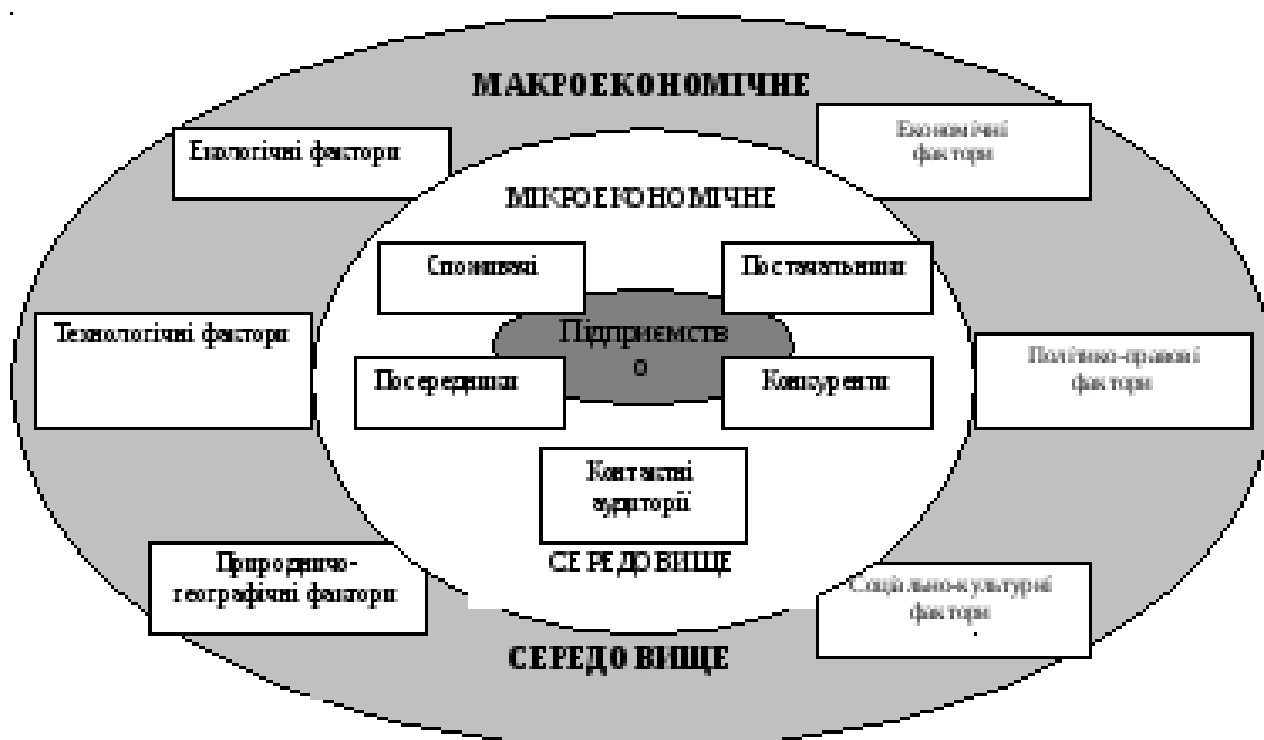 МАКРОЕКОНОМІЧНЕ
Екологічні фактори
Економічні
фактори
МІКРОЕКОНОМІЧНЕ
Споживачі
Постачальники
Підприємств
о
Технологічні фактори
Політико-правові
фактори
Посередники
Конкуренти
Контактні
аудиторії
СЕРЕДОВИЩЕ
Природничо-
географічні фактори
Соціально-культурні
фактори
СЕРЕДОВИЩЕ